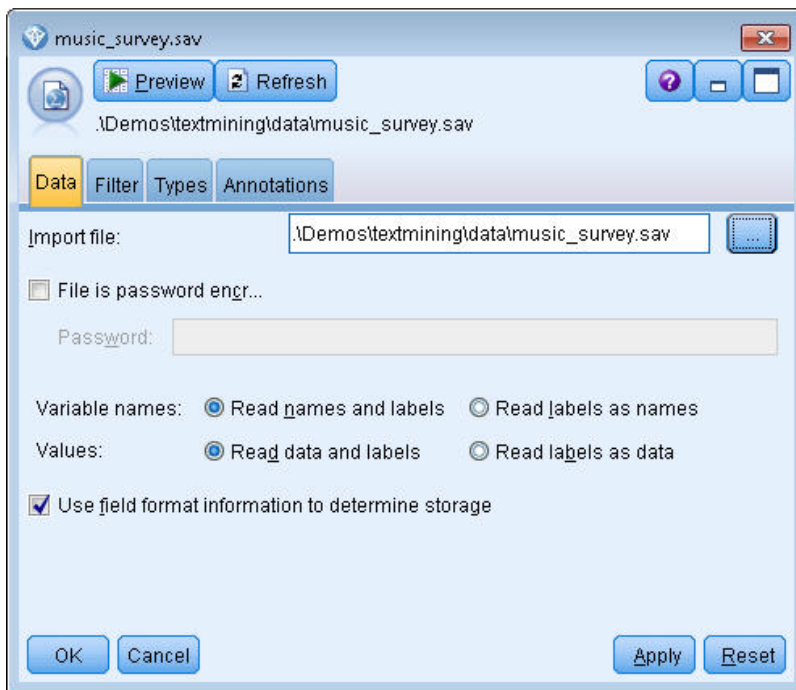 music_survey.sav
Preview Refresh
.\Demos\textmining\data\music_survey.sav
Data Filter Types Annotations
Import file: .\Demos\textmining\data\music_survey.sav ...
File is password encr...
Password:
Variable names: Read names and labels Read labels as names
Values: Read data and labels Read labels as data
Use field format information to determine storage
OK Cancel Apply Reset